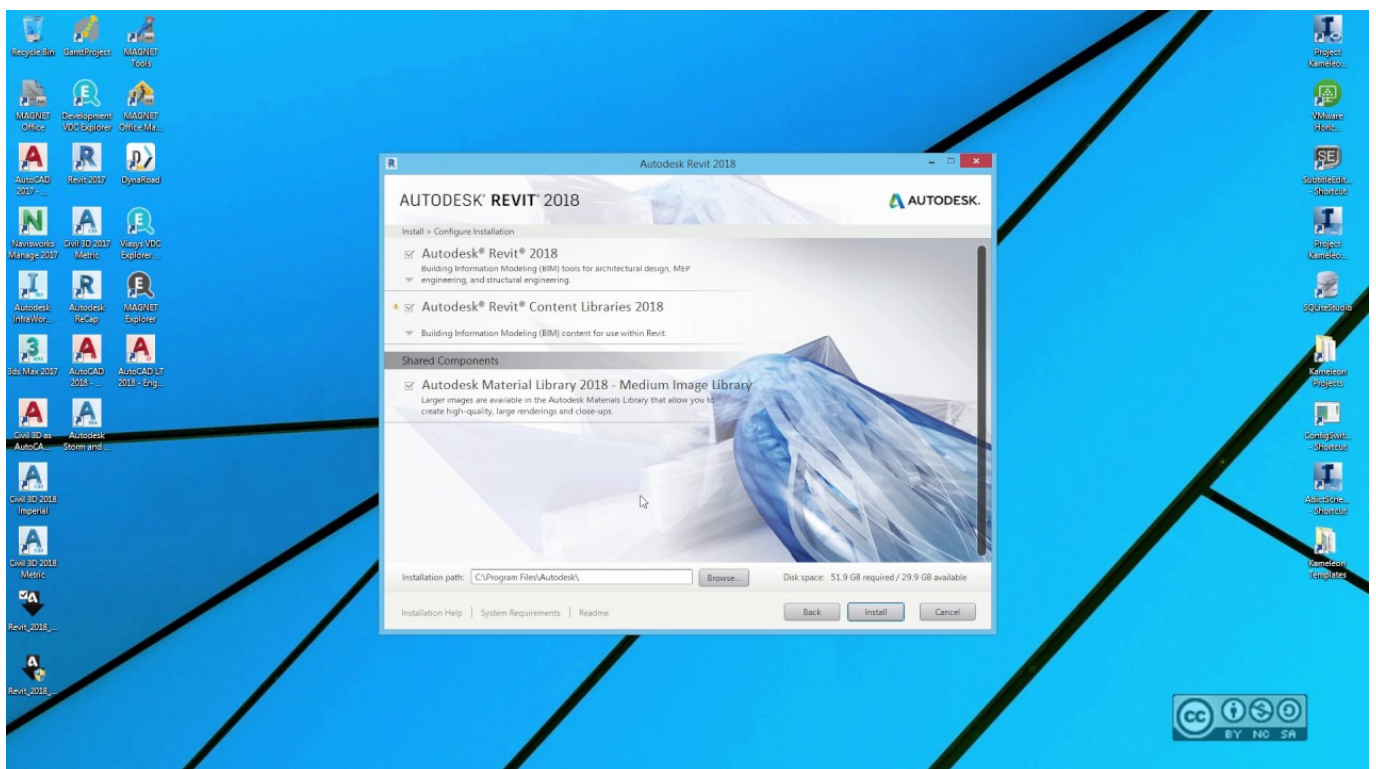 Recycle Bin
GanttProject
MAGNET
Tools
MAGNET
Office
Development
VDC Explorer
MAGNET
Office Ma...
AutoCAD
2017 - ...
Revit 2017
DynaRoad
Navisworks
Manage 2017
Civil 3D 2017
Metric
Viasys VDC
Explorer ...
Autodesk
InfraWor...
Autodesk
ReCap
MAGNET
Explorer
3ds Max 2017
AutoCAD
2018 - ...
AutoCAD LT
2018 - Eng...
Civil 3D as
AutoCA...
Autodesk
Storm and ...
Civil 3D 2018
Imperial
Civil 3D 2018
Metric
Revit_2018_...
Revit_2018_...
Autodesk Revit 2018
AUTODESK® REVIT® 2018
AUTODESK.
Install > Configure Installation
Autodesk® Revit® 2018
Building Information Modeling (BIM) tools for architectural design, MEP
engineering, and structural engineering.
Autodesk® Revit® Content Libraries 2018
Building Information Modeling (BIM) content for use within Revit.
Shared Components
Autodesk Material Library 2018 - Medium Image Library
Larger images are available in the Autodesk Materials Library that allow you to
create high-quality, large renderings and close-ups.
Installation path: C:\Program Files\Autodesk\ Browse... Disk space: 51.9 GB required / 29.9 GB available
Installation Help | System Requirements | Readme Back Install Cancel
Project
Kameleo...
VMware
Horiz...
SE
SubtitleEdit...
- Shortcut
Project
Kameleo...
SQLiteStudio
Kameleon
Projects
ConfigSwit...
- Shortcut
AdictSche...
- Shortcut
Kameleon
Templates
cc
BY NC SA